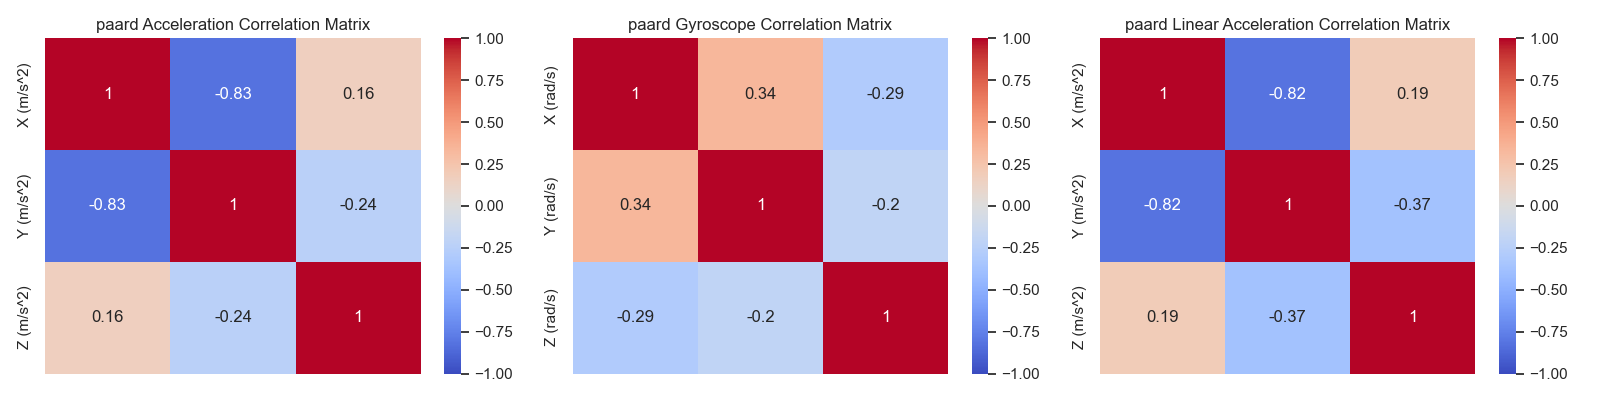 paard Acceleration Correlation Matrix
X (m/s^2)
Y (m/s^2)
Z (m/s^2)
1 -0.83 0.16
-0.83 1 -0.24
0.16 -0.24 1
1.00
0.75
0.50
0.25
0.00
−0.25
−0.50
−0.75
−1.00
paard Gyroscope Correlation Matrix
X (rad/s)
Y (rad/s)
Z (rad/s)
1 0.34 -0.29
0.34 1 -0.2
-0.29 -0.2 1
1.00
0.75
0.50
0.25
0.00
−0.25
−0.50
−0.75
−1.00
paard Linear Acceleration Correlation Matrix
X (m/s^2)
Y (m/s^2)
Z (m/s^2)
1 -0.82 0.19
-0.82 1 -0.37
0.19 -0.37 1
1.00
0.75
0.50
0.25
0.00
−0.25
−0.50
−0.75
−1.00